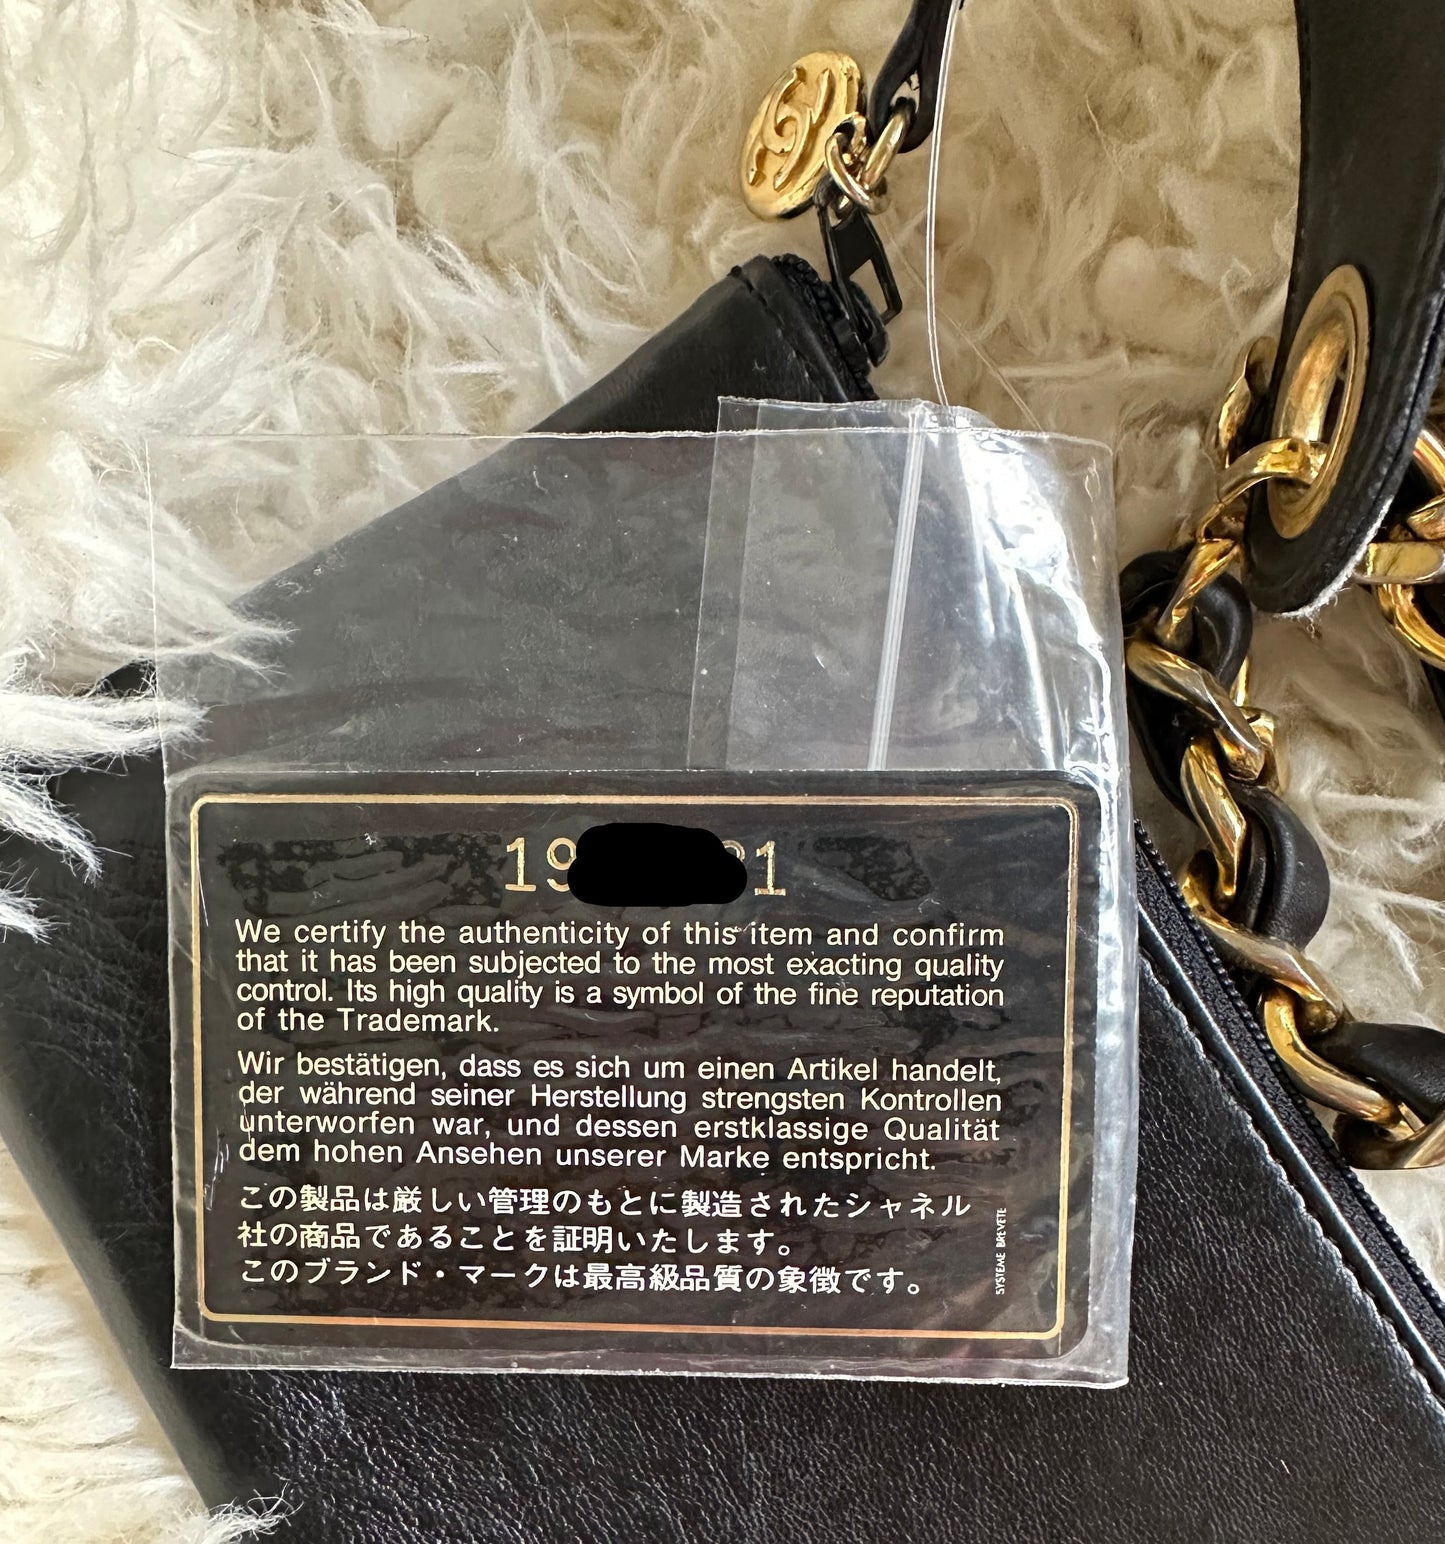 19 21
We certify the authenticity of this item and confirm
that it has been subjected to the most exacting quality
control. Its high quality is a symbol of the fine reputation
of the Trademark.
Wir bestätigen, dass es sich um einen Artikel handelt,
der während seiner Herstellung strengsten Kontrollen
unterworfen war, und dessen erstklassige Qualität
dem hohen Ansehen unserer Marke entspricht.
この製品は厳しい管理のもとに製造されたシャネル
社の商品であることを証明いたします。
このブランド・マークは最高級品質の象徴です。
SYSTEME BREVETE